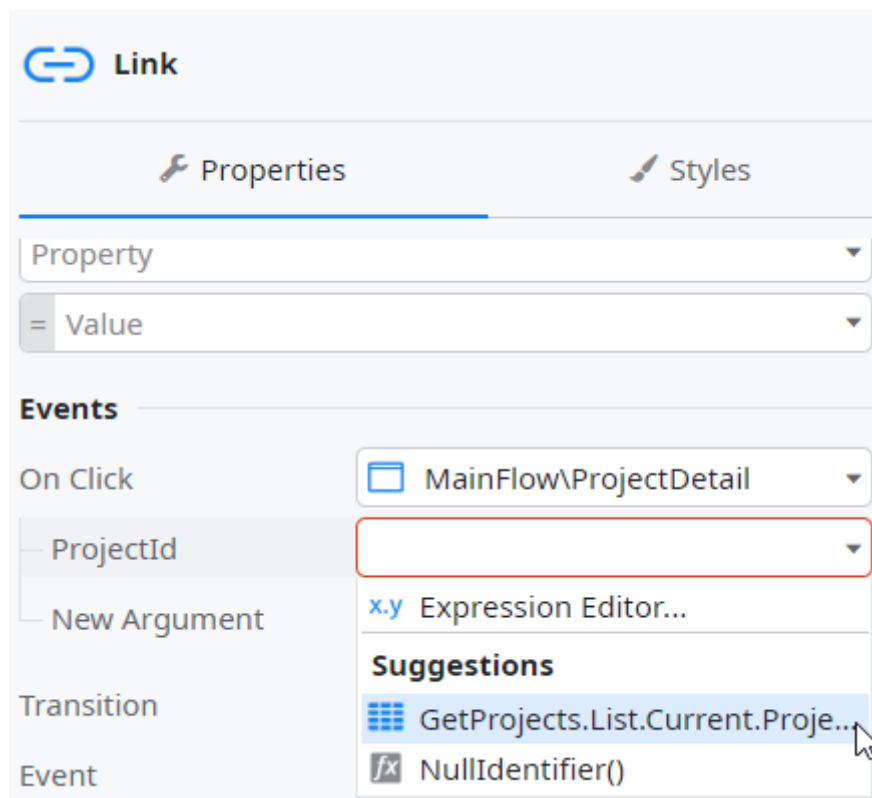 Link
Properties
Styles
Property
= Value
Events
On Click
MainFlow\ProjectDetail
ProjectId
x.y Expression Editor...
New Argument
Suggestions
Transition
GetProjects.List.Current.Proje...
Event
fx NullIdentifier()